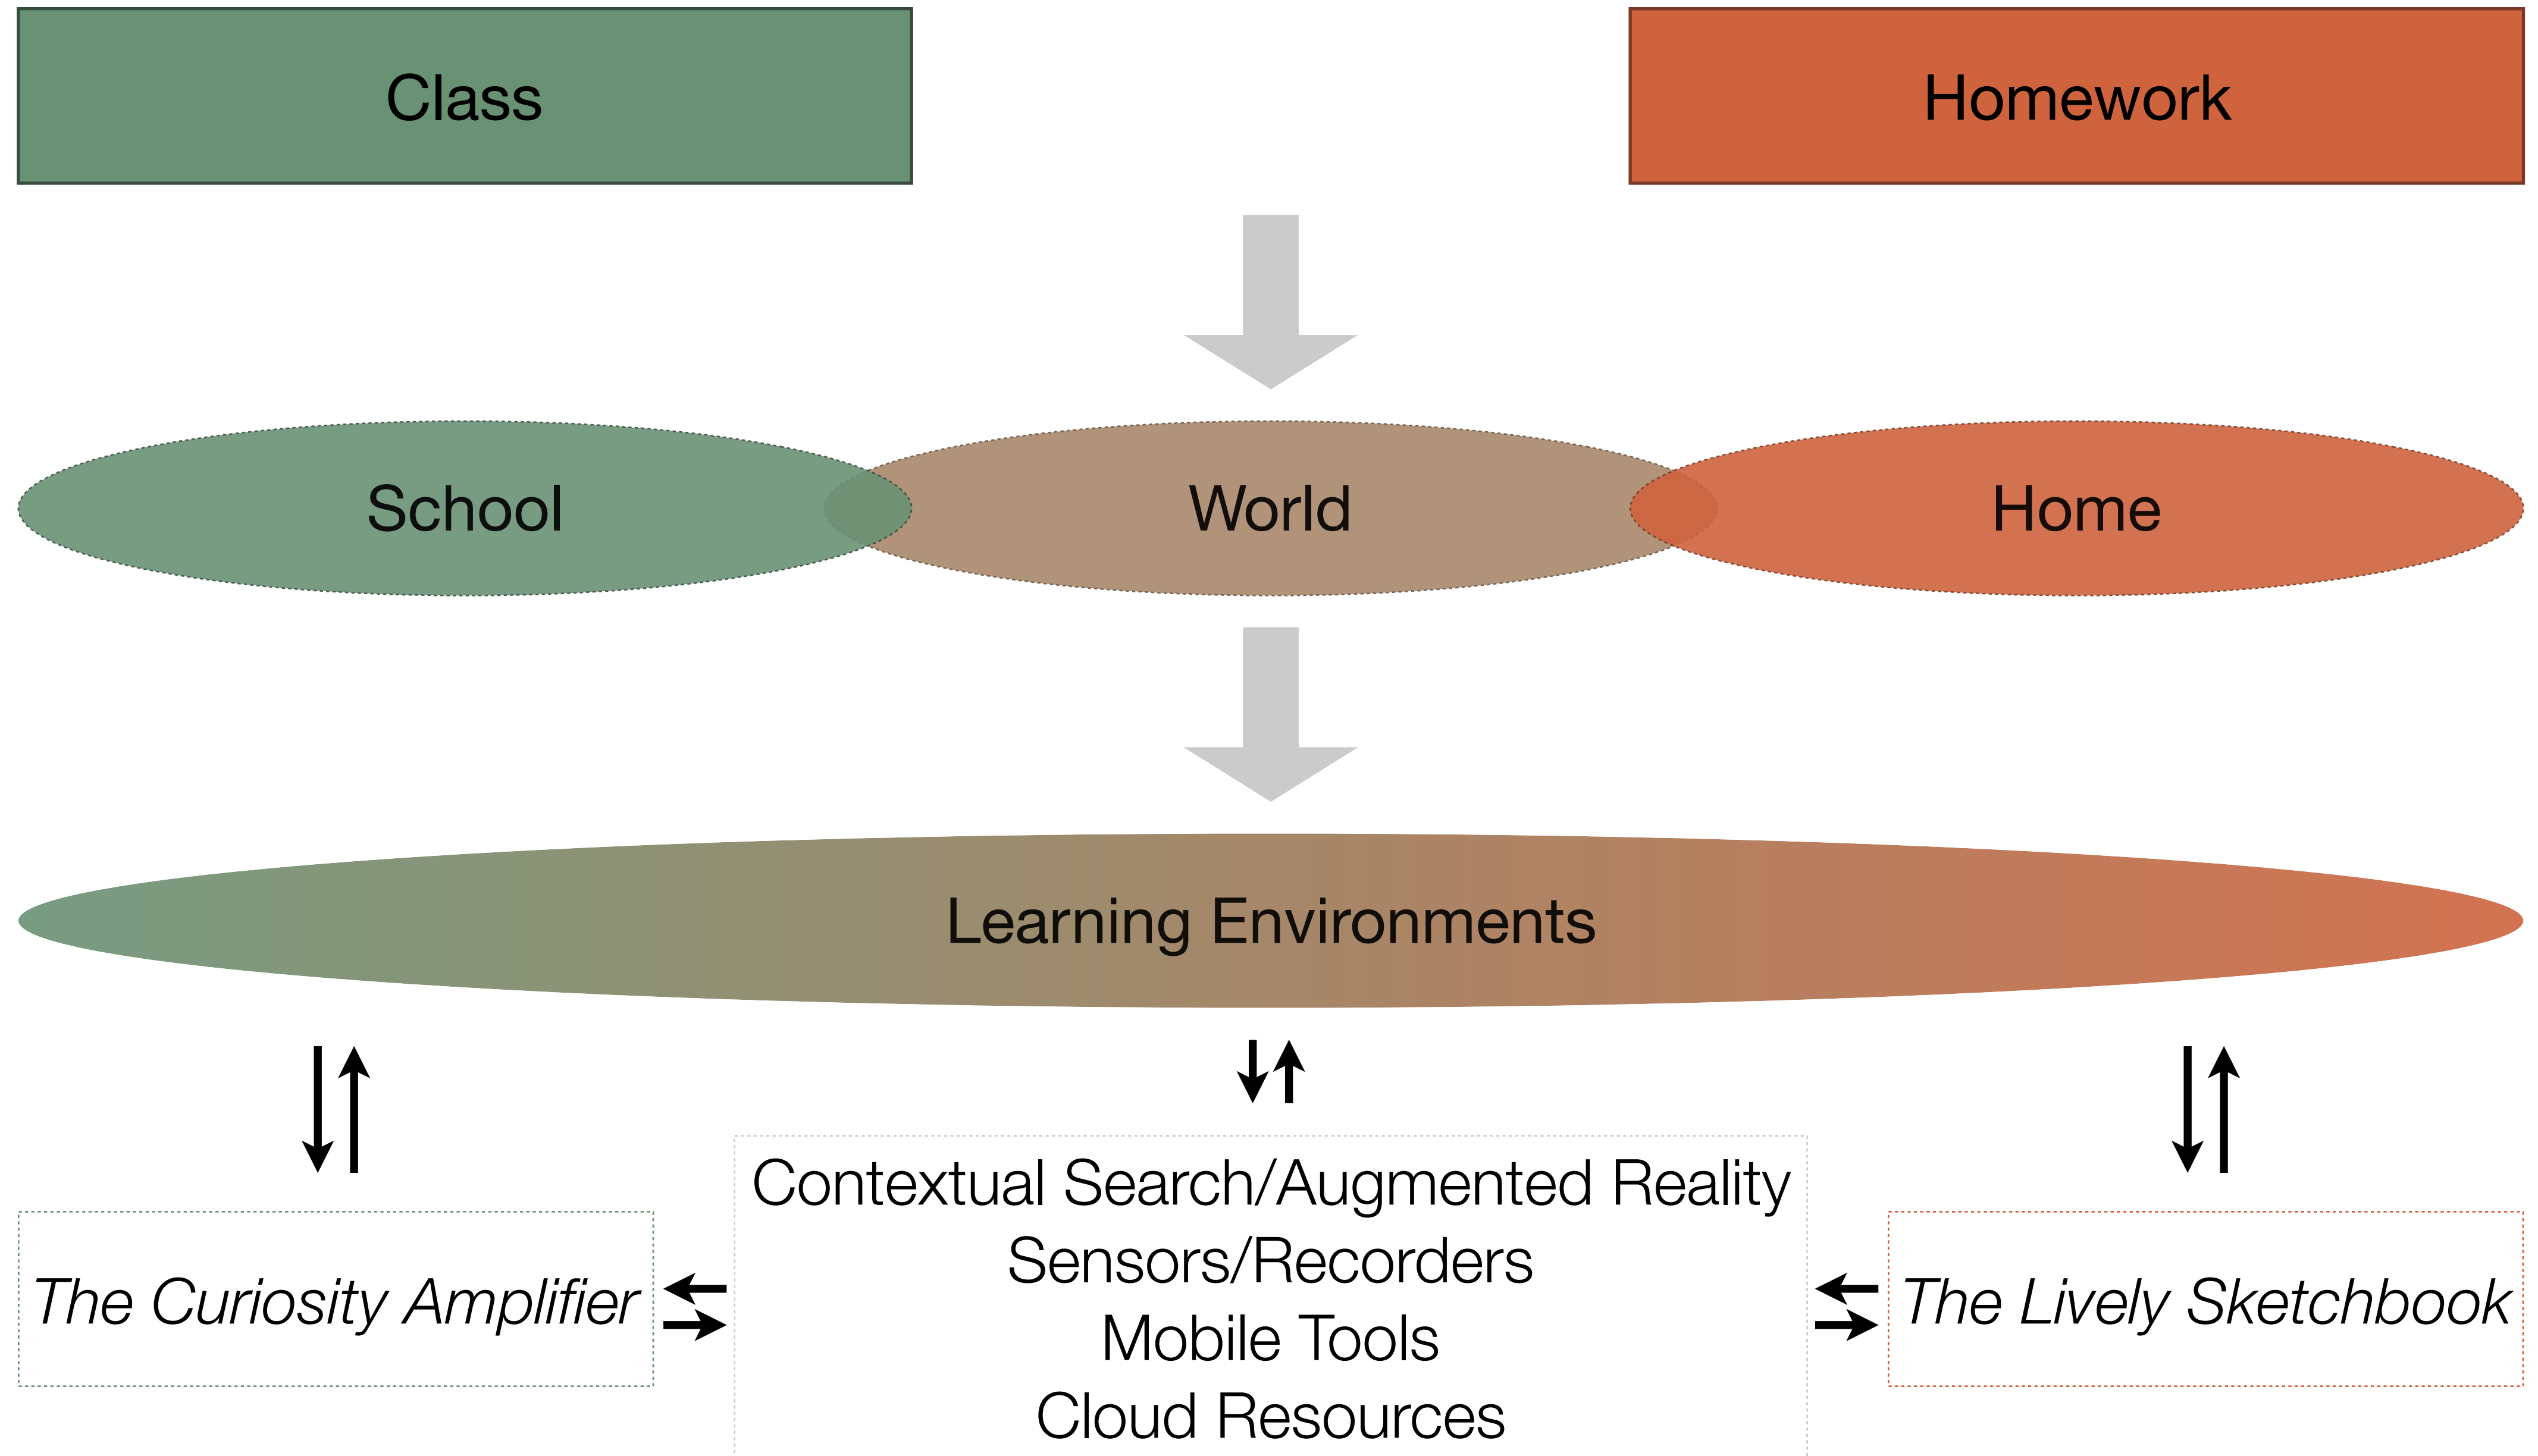 Class
Homework
School
World
Home
Learning Environments
The Curiosity Amplifier
Contextual Search/Augmented Reality
Sensors/Recorders
Mobile Tools
Cloud Resources
The Lively Sketchbook